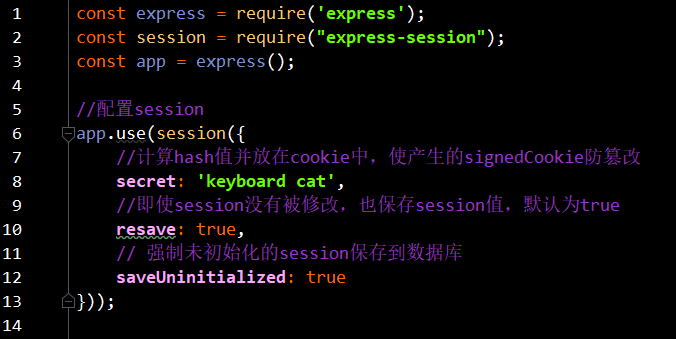 1 const express = require('express');
2 const session = require("express-session");
3 const app = express();
4
5 //配置session
6 app.use(session({
7 //计算hash值并放在cookie中，使产生的signedCookie防篡改
8 secret: 'keyboard cat',
9 //即使session没有被修改，也保存session值，默认为true
10 resave: true,
11 // 强制未初始化的session保存到数据库
12 saveUninitialized: true
13 }));
14